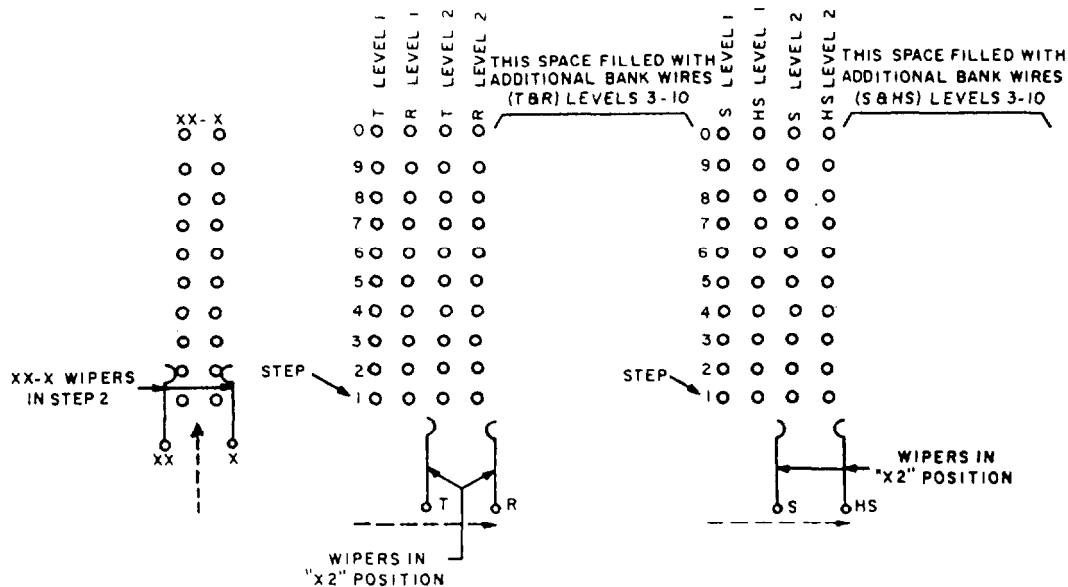 XX-X
XX-X WIPERS
IN STEP 2
XX
X
T LEVEL 1
R LEVEL 1
T LEVEL 2
R LEVEL 2
THIS SPACE FILLED WITH
ADDITIONAL BANK WIRES
(T&R) LEVELS 3-10
0
9
8
7
6
5
4
3
2
1
STEP
T
R
WIPERS IN
"X2" POSITION
S LEVEL 1
HS LEVEL 1
S LEVEL 2
HS LEVEL 2
THIS SPACE FILLED WITH
ADDITIONAL BANK WIRES
(S&HS) LEVELS 3-10
0
9
8
7
6
5
4
3
2
1
STEP
S
HS
WIPERS IN
"X2" POSITION